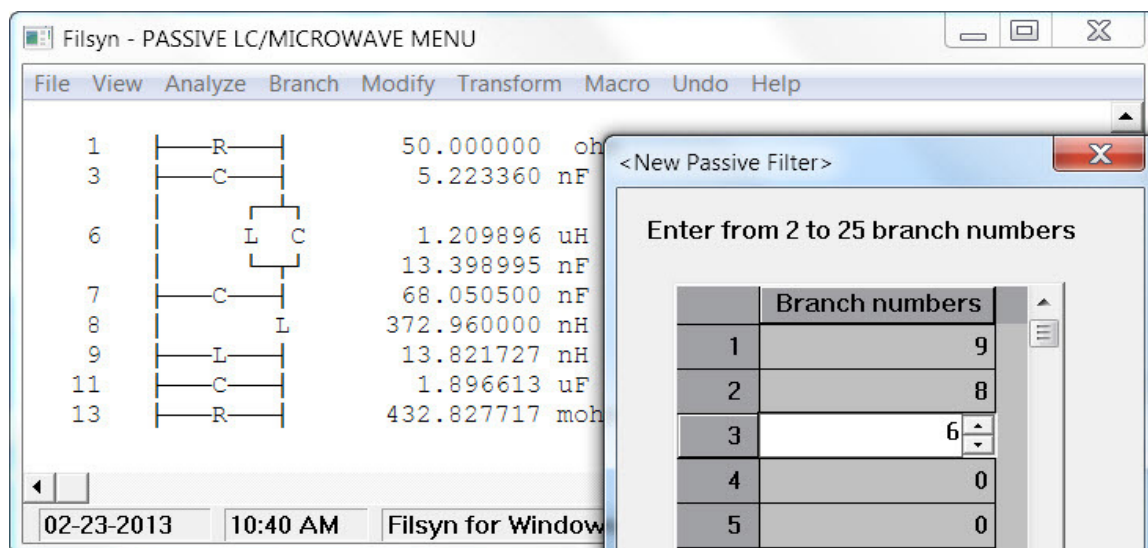 Filsyn - PASSIVE LC/MICROWAVE MENU
File View Analyze Branch Modify Transform Macro Undo Help
1 R 50.000000 oh
3 C 5.223360 nF
6 L C 1.209896 uH
13.398995 nF
7 C 68.050500 nF
8 L 372.960000 nH
9 L 13.821727 nH
11 C 1.896613 uF
13 R 432.827717 moh
02-23-2013 10:40 AM Filsyn for Window
<New Passive Filter>
Enter from 2 to 25 branch numbers
Branch numbers
1 9
2 8
3 6
4 0
5 0